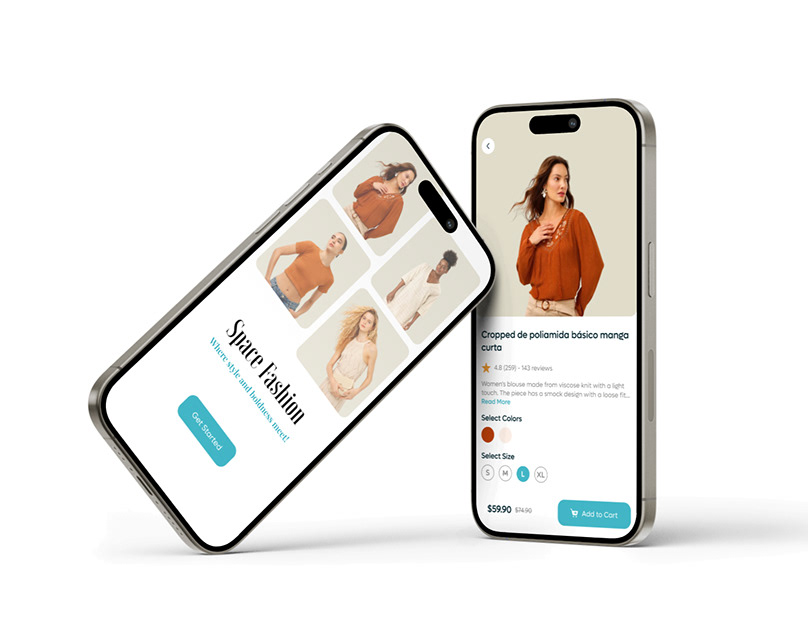 Space Fashion
Where style and boldness meet!
Get Started
Cropped de poliamida básico manga
curta
4.8 (259) - 143 reviews
Women's blouse made from viscose knit with a light
touch. The piece has a smock design with a loose fit...
Read More
Select Colors
Select Size
S M L XL
$59.90 $74.90
Add to Cart